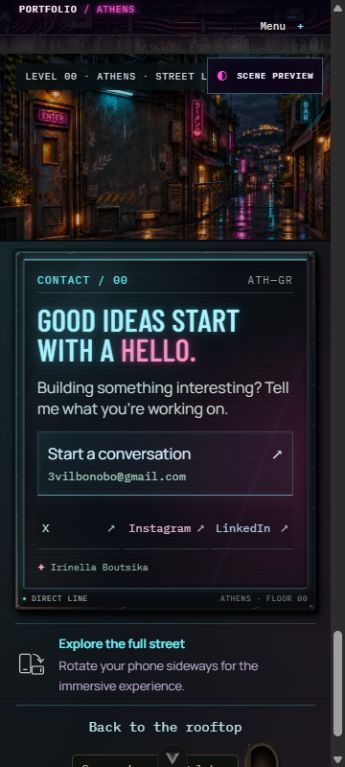 PORTFOLIO / ATHENS
Menu +
LEVEL 00 · ATHENS · STREET L
SCENE PREVIEW
ENTER
BAR
CONTACT / 00
ATH—GR
GOOD IDEAS START
WITH A HELLO.
Building something interesting? Tell
me what you're working on.
Start a conversation ↗
3vilbonobo@gmail.com
X ↗ Instagram ↗ LinkedIn ↗
✦ Irinella Boutsika
• DIRECT LINE
ATHENS · FLOOR 00
Explore the full street
Rotate your phone sideways for the
immersive experience.
Back to the rooftop